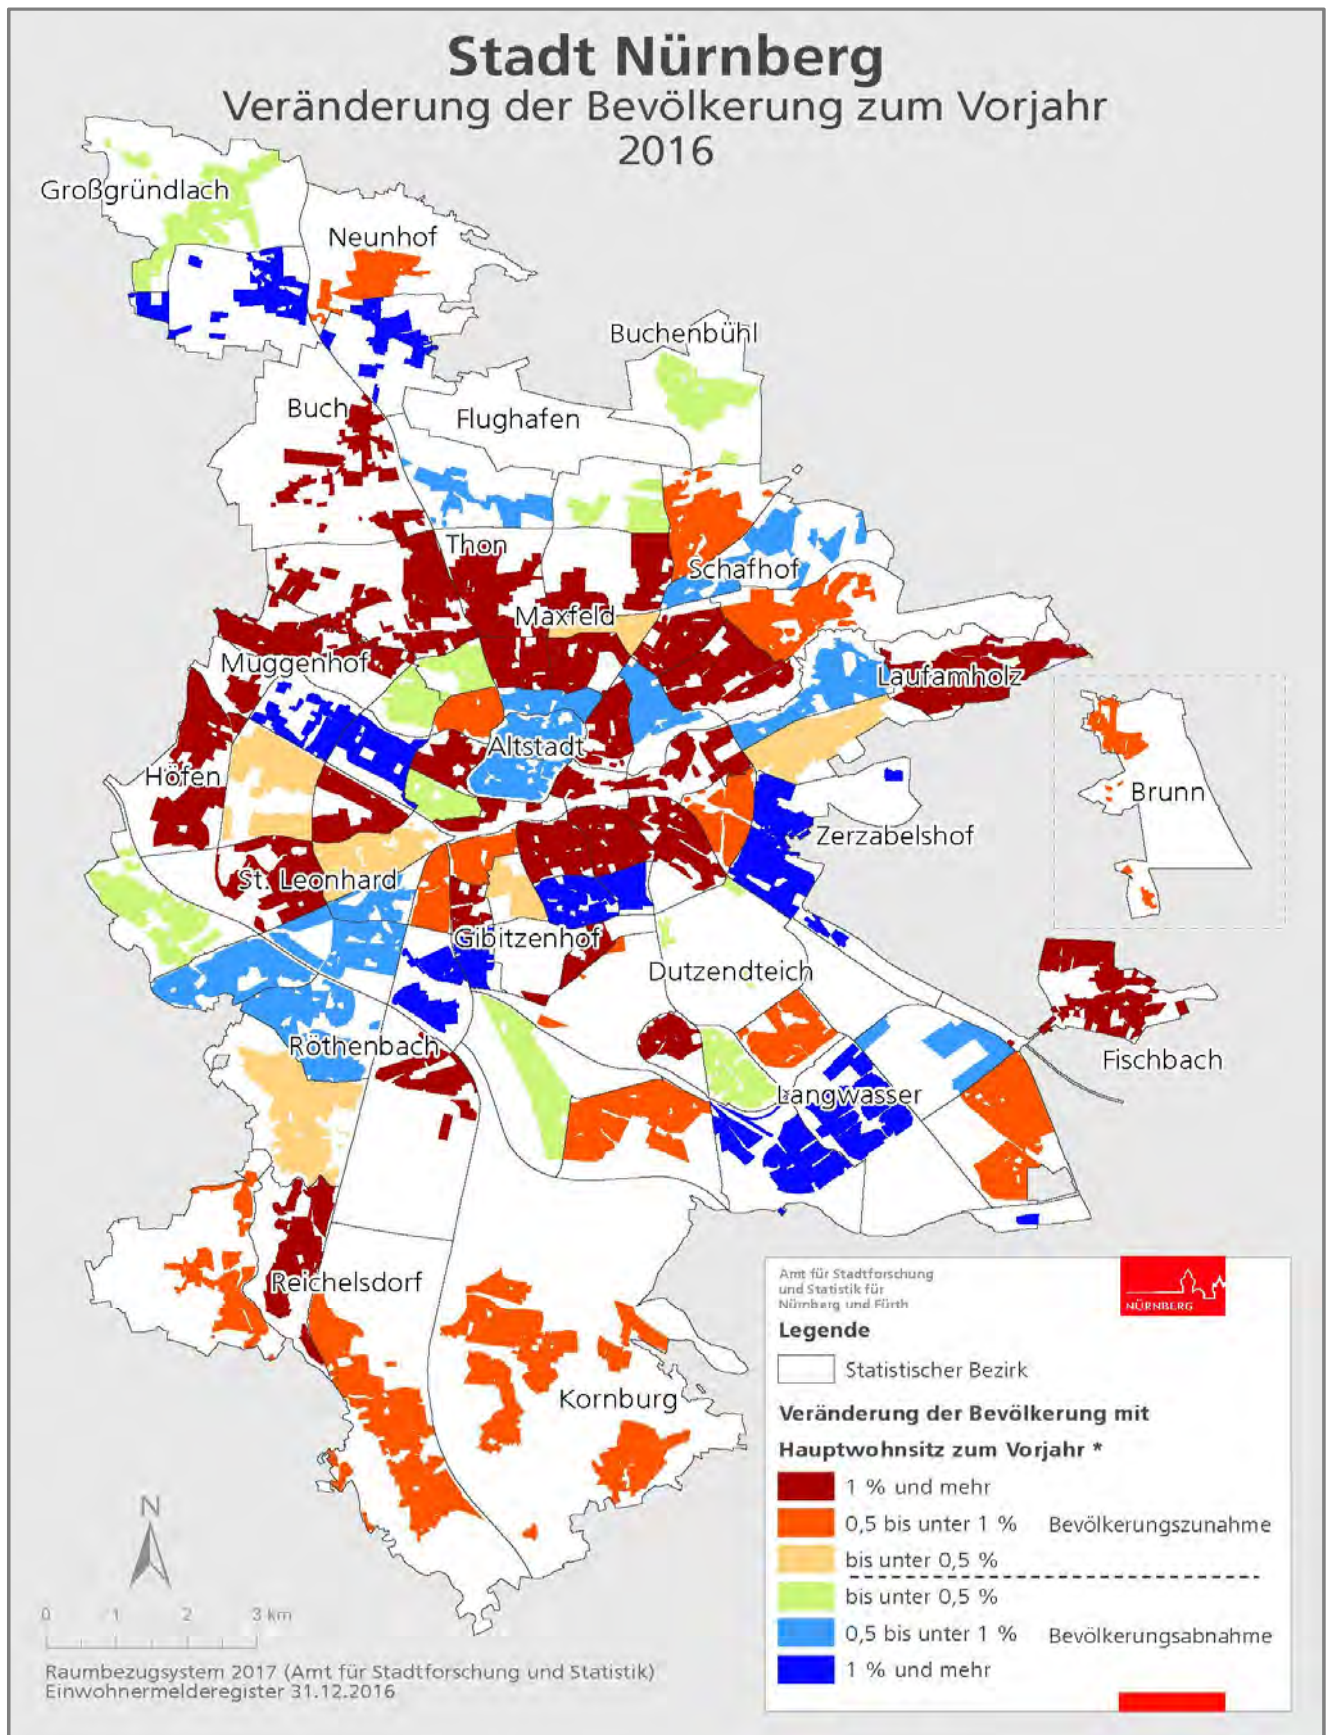 Stadt Nürnberg
Veränderung der Bevölkerung zum Vorjahr
2016
Großgründlach
Neunhof
Buchenbühl
Buch
Flughafen
Thon
Schafhof
Maxfeld
Muggenhof
Laufamholz
Altstadt
Höfen
Brunn
Zerzabelshof
St. Leonhard
Gibitzenhof
Dutzendteich
Röthenbach
Fischbach
Langwasser
Reichelsdorf
Kornburg
Amt für Stadtforschung
und Statistik für
Nürnberg und Fürth
NÜRNBERG
Legende
Statistischer Bezirk
Veränderung der Bevölkerung mit
Hauptwohnsitz zum Vorjahr *
1 % und mehr
0,5 bis unter 1 % Bevölkerungszunahme
bis unter 0,5 %
bis unter 0,5 %
0,5 bis unter 1 % Bevölkerungsabnahme
1 % und mehr
N
0 1 2 3 km
Raumbezugsystem 2017 (Amt für Stadtforschung und Statistik)
Einwohnermelderegister 31.12.2016